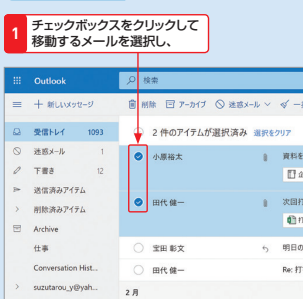 1 チェックボックスをクリックして
移動するメールを選択し、
Outlook
検索
新しいメッセージ
削除 アーカイブ 迷惑メール
受信トレイ 1093
2 件のアイテムが選択済み 選択をクリア
迷惑メール 1
小原裕太
資料を
下書き 12
送信済みアイテム
削除済みアイテム
田代 健一
次回打
Archive
仕事
宝田 彰文
明日の
Conversation Hist...
田代 健一
Re: 打
suzutarou_y@yah...
2 月